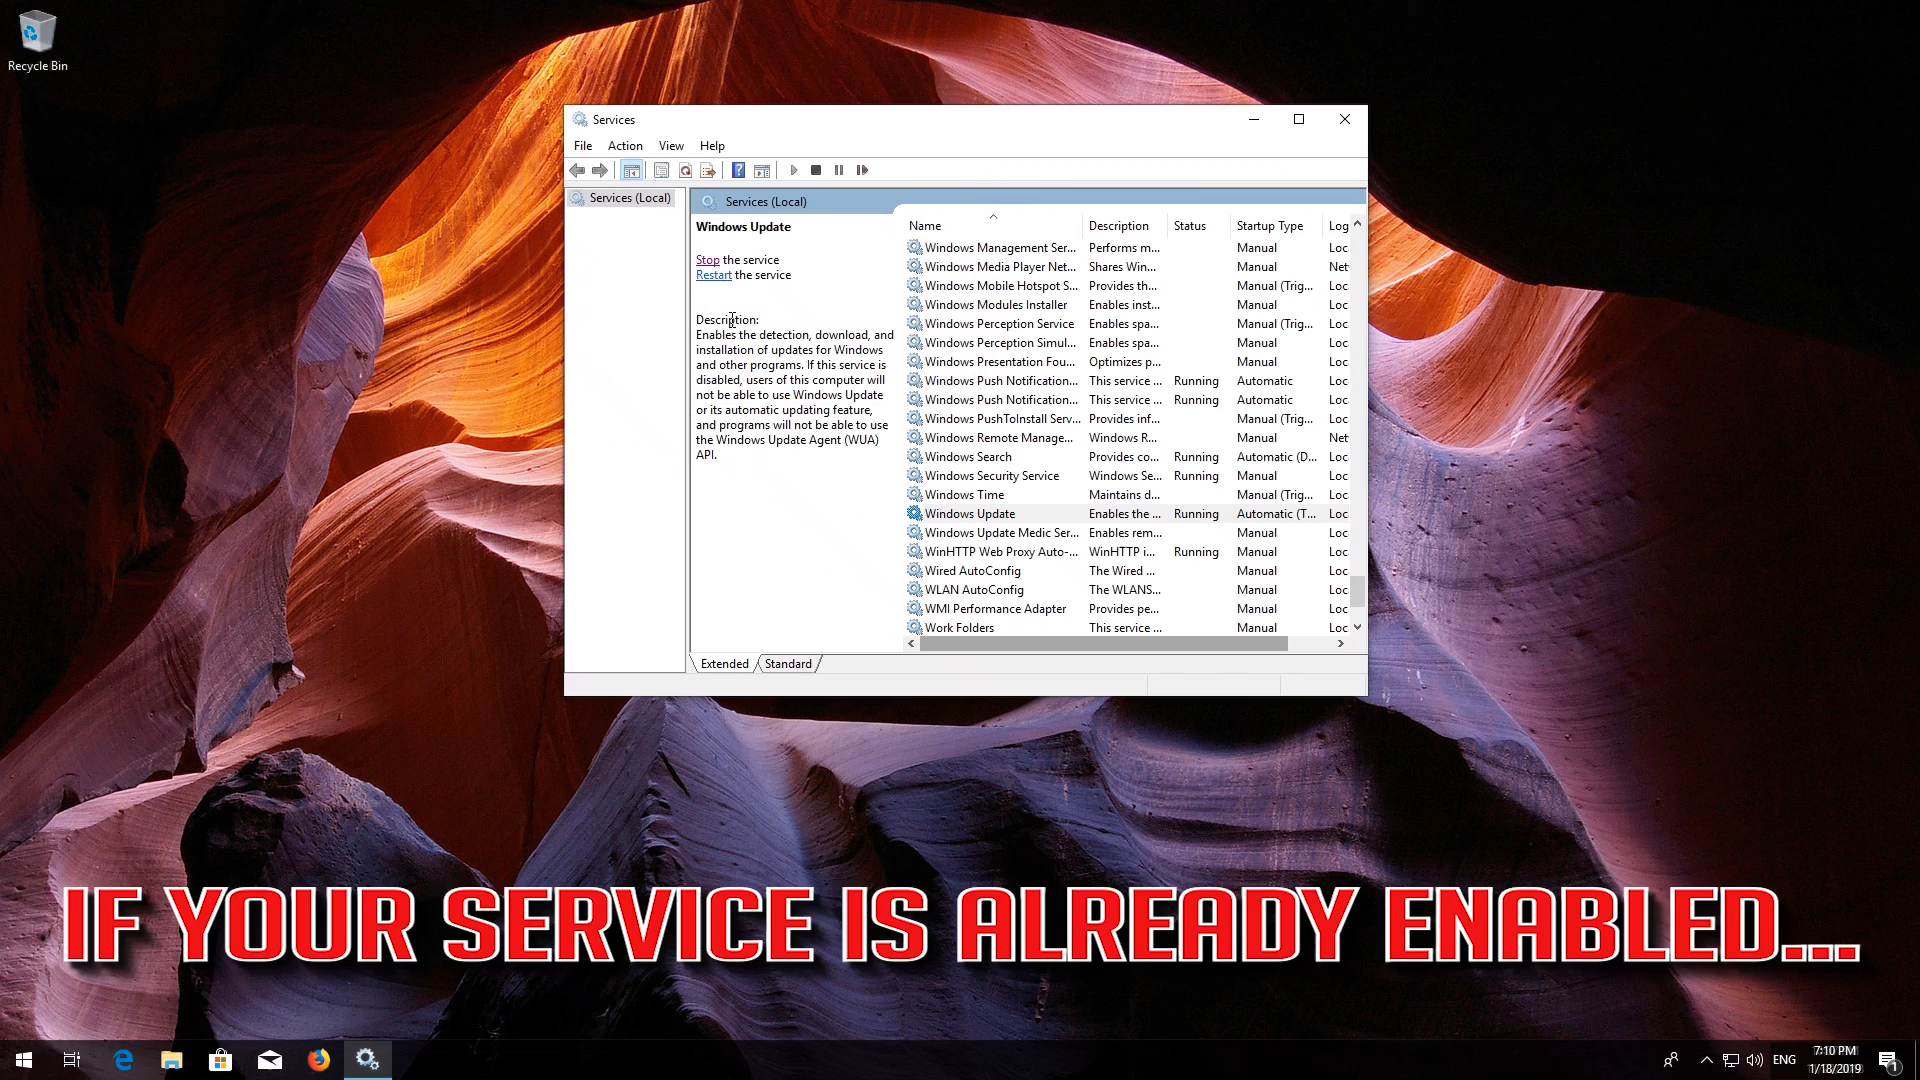 Recycle Bin
Services
File Action View Help
Services (Local)
Services (Local)
Windows Update
Stop the service
Restart the service
Description:
Enables the detection, download, and
installation of updates for Windows
and other programs. If this service is
disabled, users of this computer will
not be able to use Windows Update
or its automatic updating feature,
and programs will not be able to use
the Windows Update Agent (WUA)
API.
Name Description Status Startup Type Log
Windows Management Ser... Performs m... Manual Loc
Windows Media Player Net... Shares Win... Manual Net
Windows Mobile Hotspot S... Provides th... Manual (Trig... Loc
Windows Modules Installer Enables inst... Manual Loc
Windows Perception Service Enables spa... Manual (Trig... Loc
Windows Perception Simul... Enables spa... Manual Loc
Windows Presentation Fou... Optimizes p... Manual Loc
Windows Push Notification... This service ... Running Automatic Loc
Windows Push Notification... This service ... Running Automatic Loc
Windows PushToInstall Serv... Provides inf... Manual (Trig... Loc
Windows Remote Manage... Windows R... Manual Net
Windows Search Provides co... Running Automatic (D... Loc
Windows Security Service Windows Se... Running Manual Loc
Windows Time Maintains d... Manual (Trig... Loc
Windows Update Enables the ... Running Automatic (T... Loc
Windows Update Medic Ser... Enables rem... Manual Loc
WinHTTP Web Proxy Auto-... WinHTTP i... Running Manual Loc
Wired AutoConfig The Wired ... Manual Loc
WLAN AutoConfig The WLANS... Manual Loc
WMI Performance Adapter Provides pe... Manual Loc
Work Folders This service ... Manual Loc
Extended Standard
IF YOUR SERVICE IS ALREADY ENABLED...
ENG
7:10 PM
1/18/2019
1